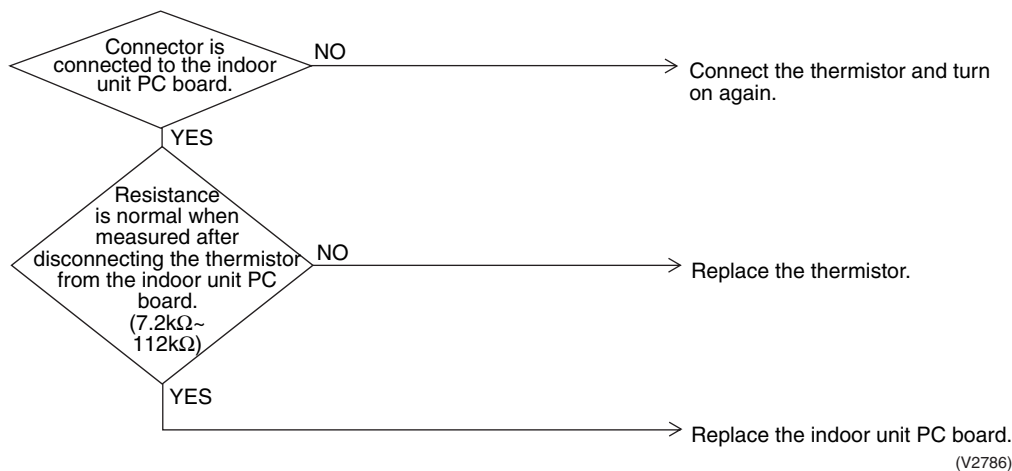 Connector is
connected to the indoor
unit PC board.
NO
Connect the thermistor and turn
on again.
YES
Resistance
is normal when
measured after
disconnecting the thermistor
from the indoor unit PC
board.
(7.2kΩ~
112kΩ)
NO
Replace the thermistor.
YES
Replace the indoor unit PC board.
(V2786)